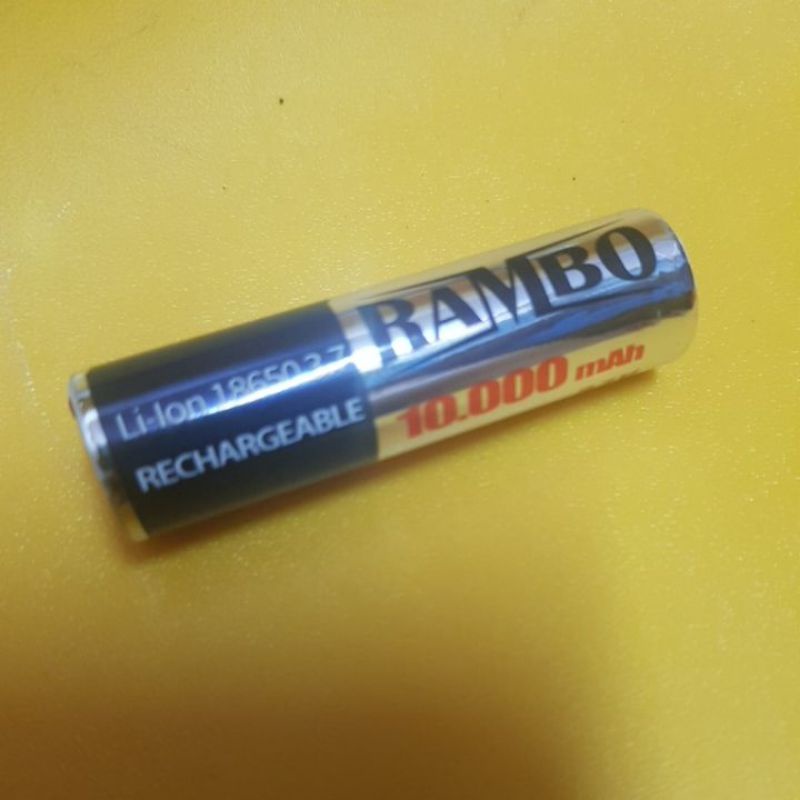 RAMBO
10.000 mAh
Li-Ion 18650 3.7
RECHARGEABLE